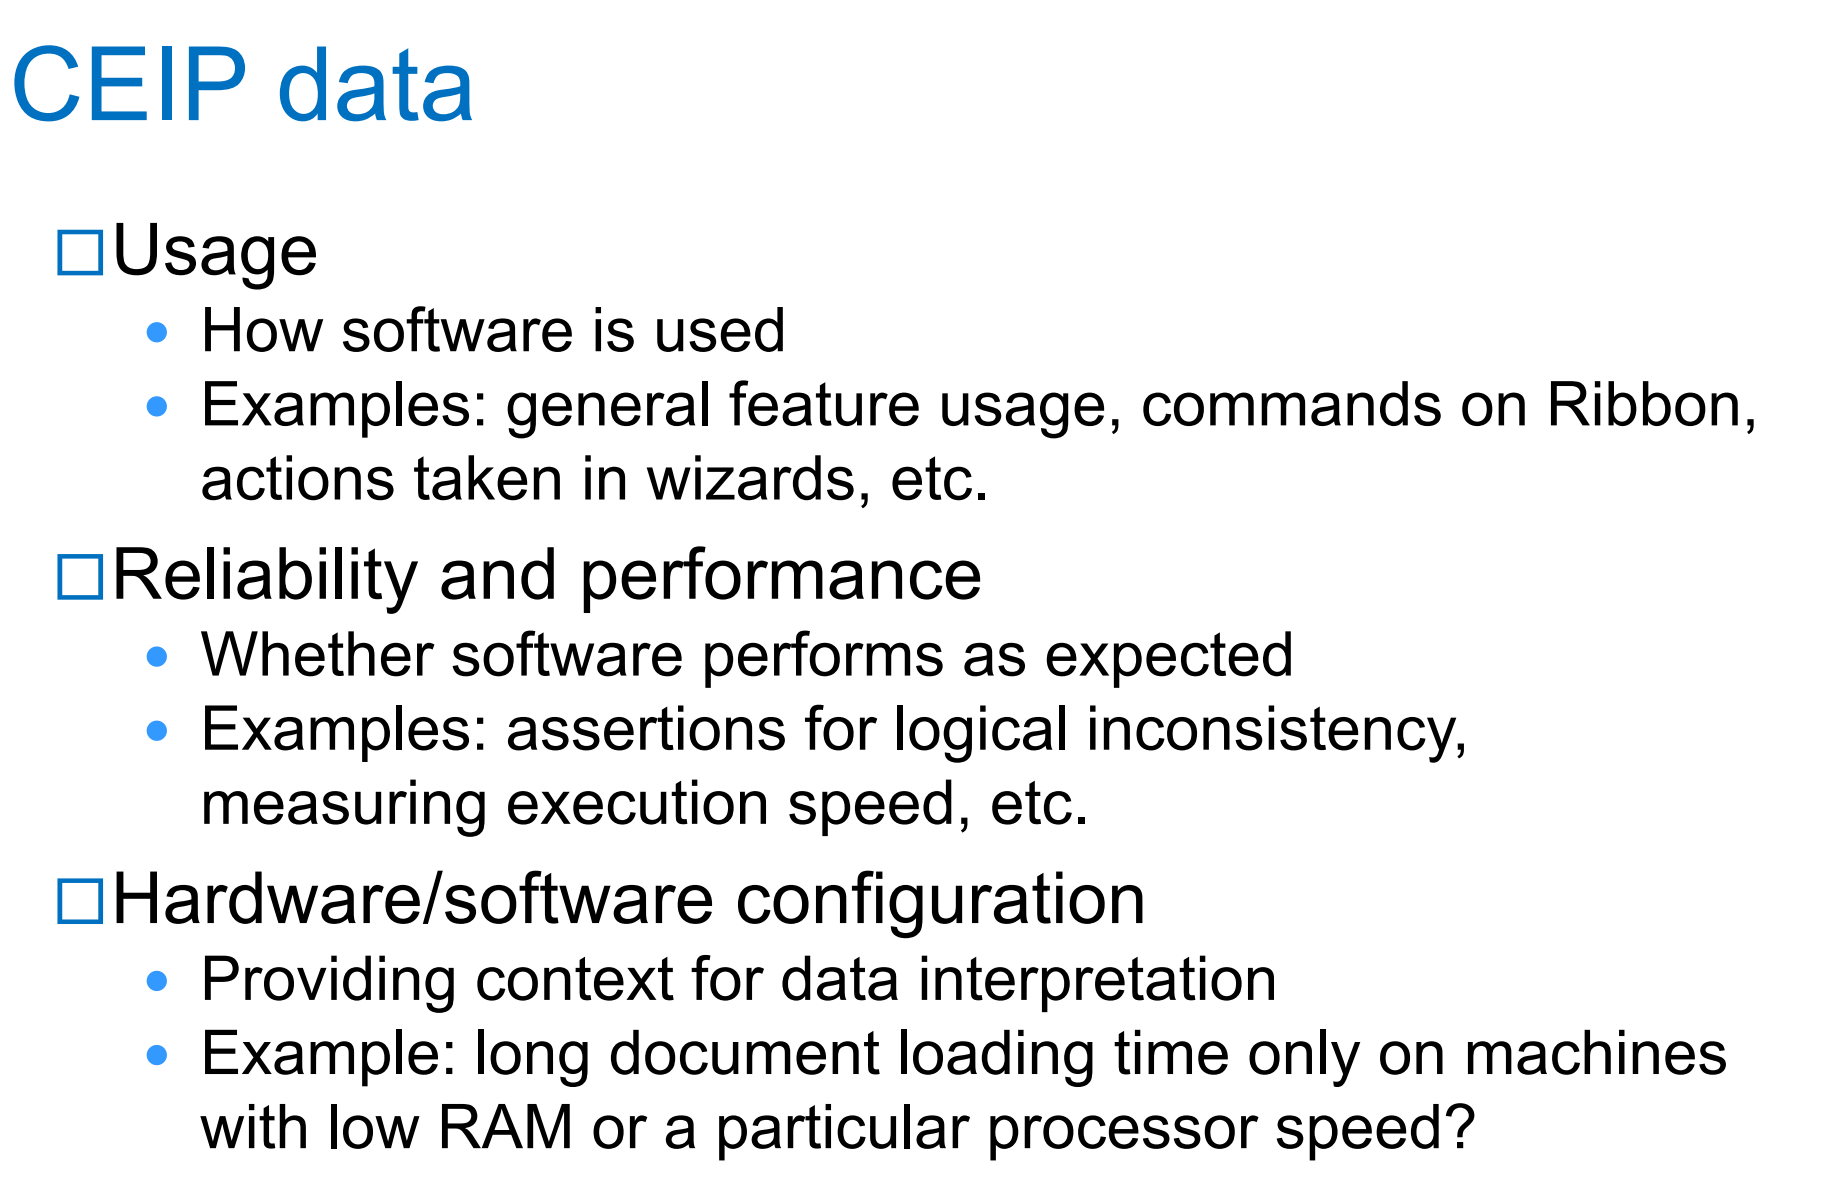 CEIP data
□Usage
• How software is used
• Examples: general feature usage, commands on Ribbon,
actions taken in wizards, etc.
□Reliability and performance
• Whether software performs as expected
• Examples: assertions for logical inconsistency,
measuring execution speed, etc.
□Hardware/software configuration
• Providing context for data interpretation
• Example: long document loading time only on machines
with low RAM or a particular processor speed?